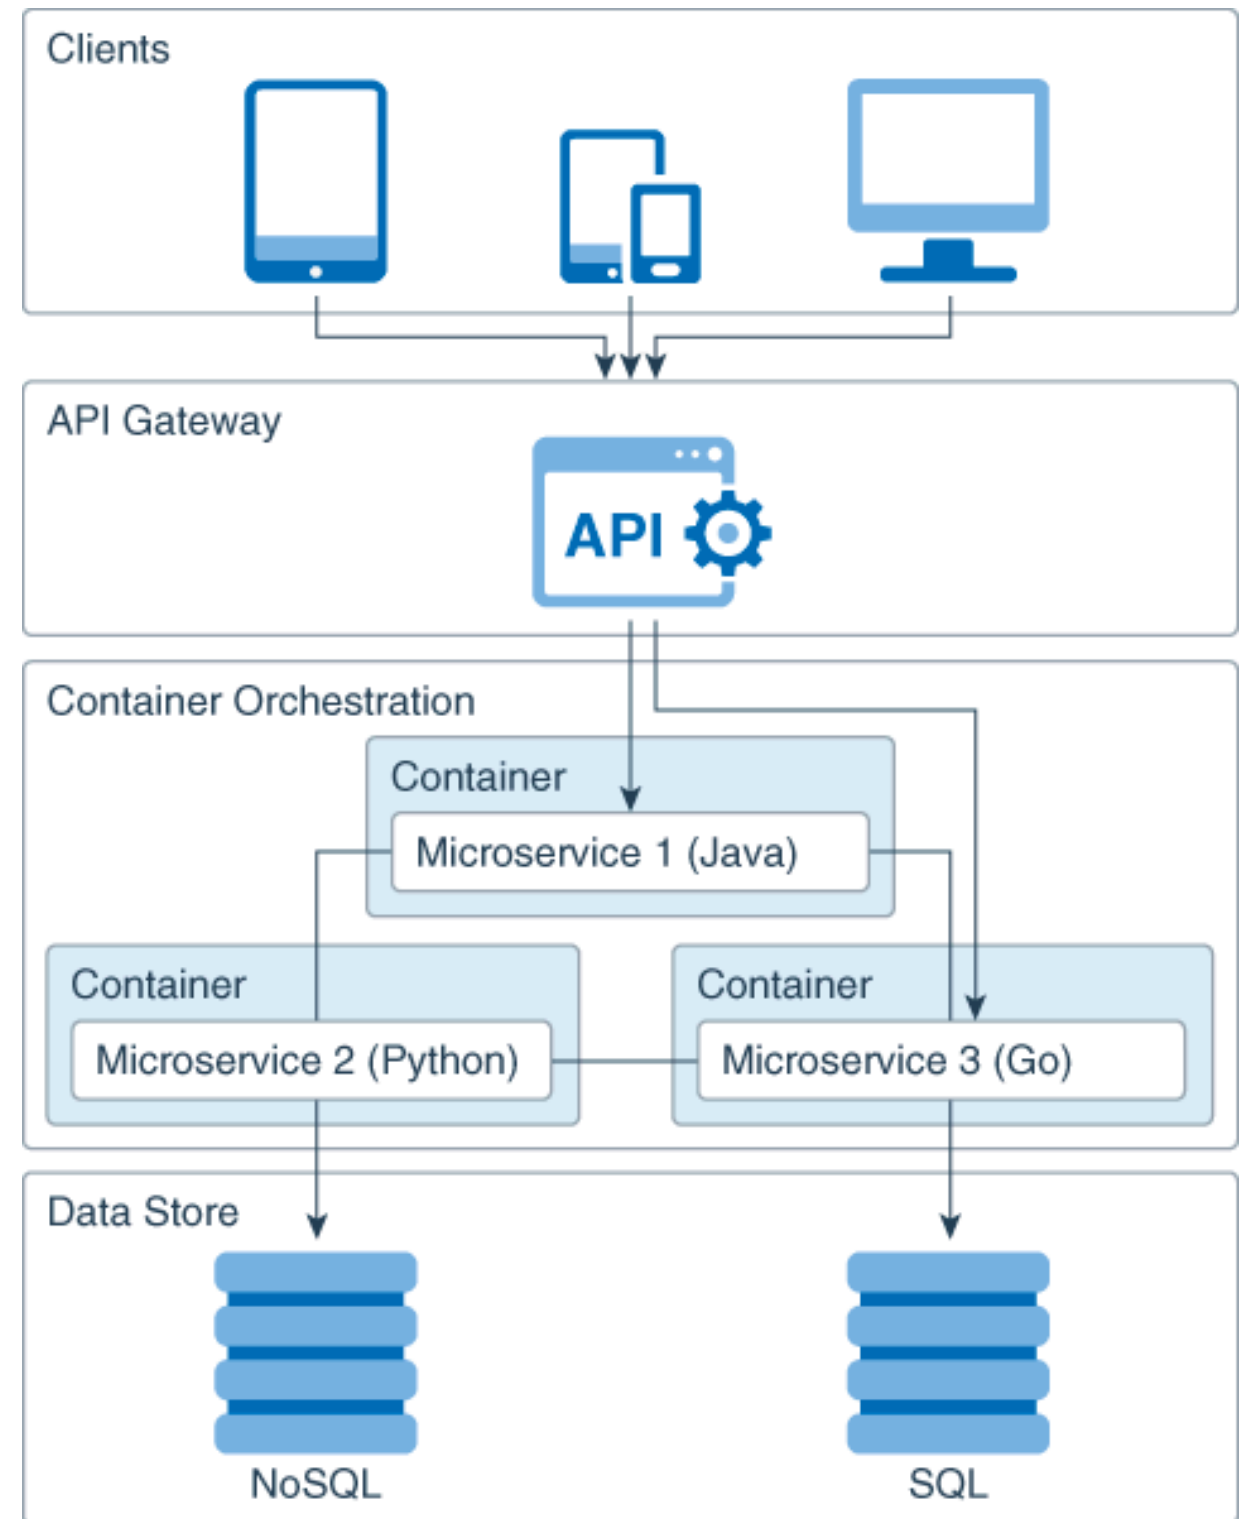 Clients
API Gateway
API
Container Orchestration
Container
Microservice 1 (Java)
Container
Microservice 2 (Python)
Container
Microservice 3 (Go)
Data Store
NoSQL
SQL